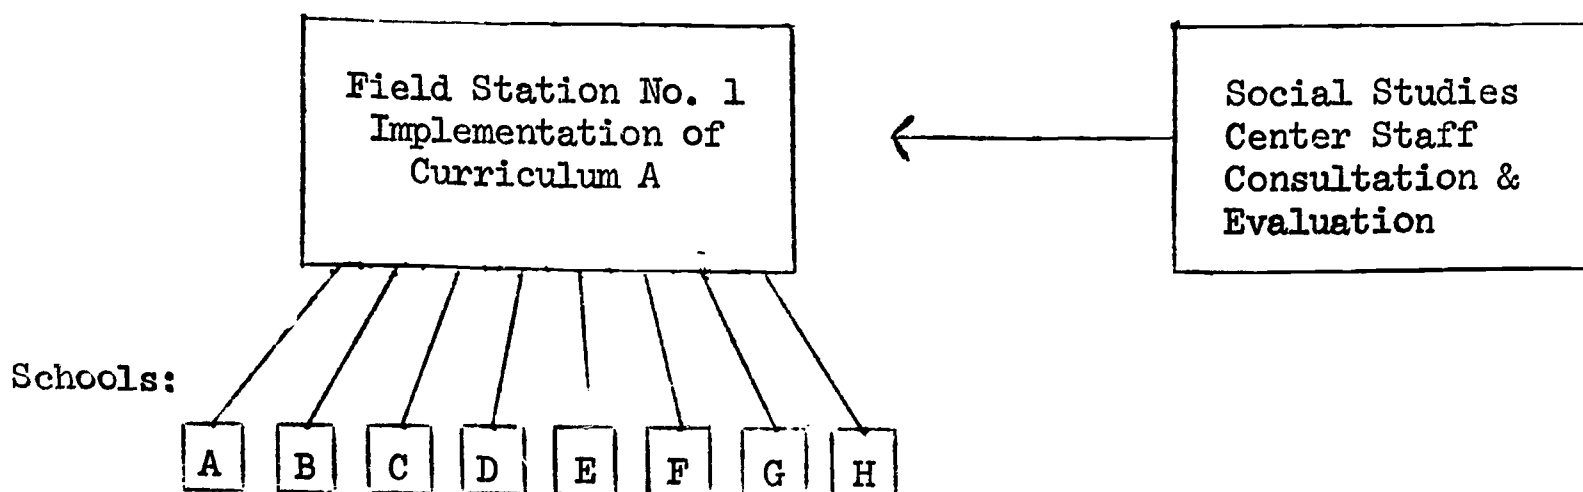 Field Station No. 1
Implementation of
Curriculum A
Social Studies
Center Staff
Consultation &
Evaluation
Schools:
A B C D E F G H